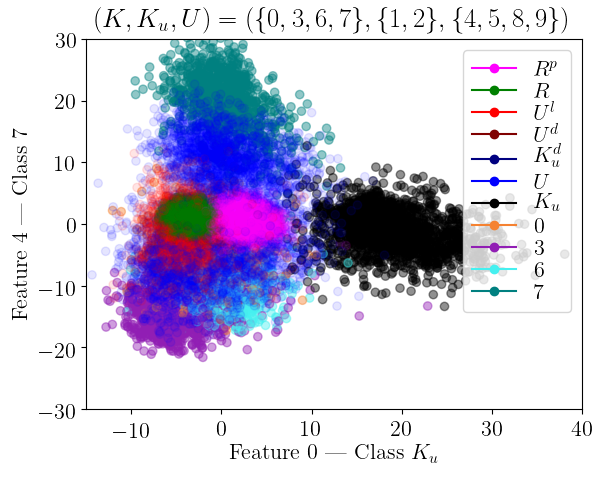 (K, K_u, U) = ({0, 3, 6, 7}, {1, 2}, {4, 5, 8, 9})
30
20
10
0
−10
−20
−30
Feature 4 — Class 7
R^p
R
U^l
U^d
K_u^d
U
K_u
0
3
6
7
−10
0
10
20
30
40
Feature 0 — Class K_u